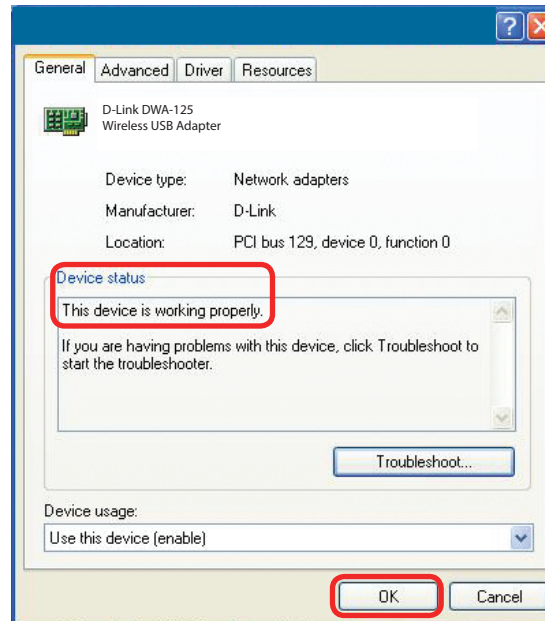 ?
General Advanced Driver Resources
D-Link DWA-125
Wireless USB Adapter
Device type: Network adapters
Manufacturer: D-Link
Location: PCI bus 129, device 0, function 0
Device status
This device is working properly.
If you are having problems with this device, click Troubleshoot to
start the troubleshooter.
Troubleshoot...
Device usage:
Use this device (enable)
OK Cancel